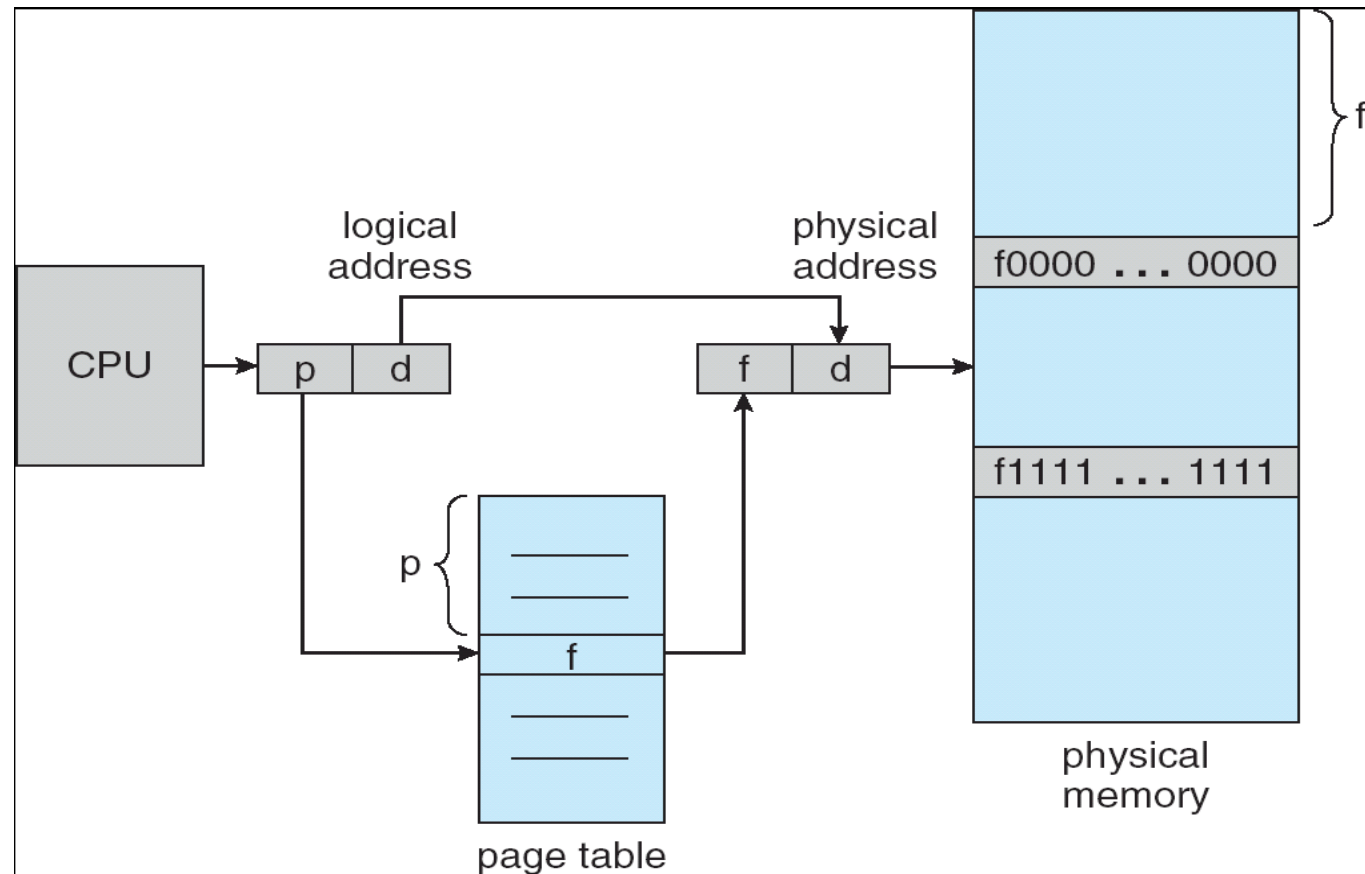 f
logical
address
physical
address
f0000 ... 0000
CPU
p d
f d
f1111 ... 1111
p
f
physical
memory
page table